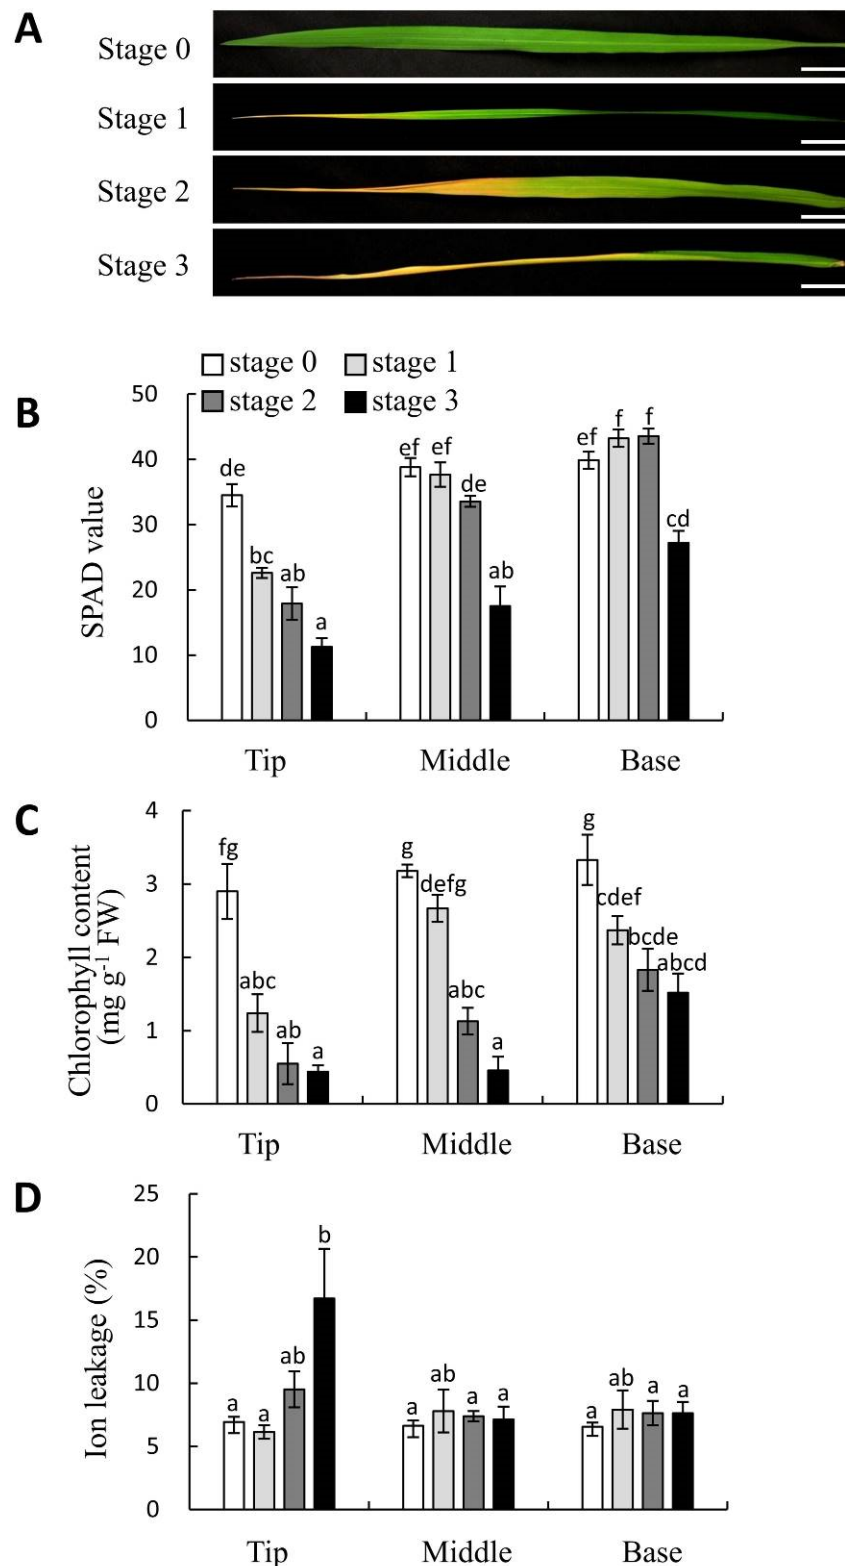 A
Stage 0
Stage 1
Stage 2
Stage 3
B
stage 0 stage 1
stage 2 stage 3
SPAD value
50
40
30
20
10
0
de bc ab a
ef ef de ab
ef f f cd
Tip Middle Base
C
Chlorophyll content
(mg g-1 FW)
4
3
2
1
0
fg abc ab a
g defg abc a
g cdef bcde abcd
Tip Middle Base
D
Ion leakage (%)
25
20
15
10
5
0
a a ab b
a ab a a
a ab a a
Tip Middle Base